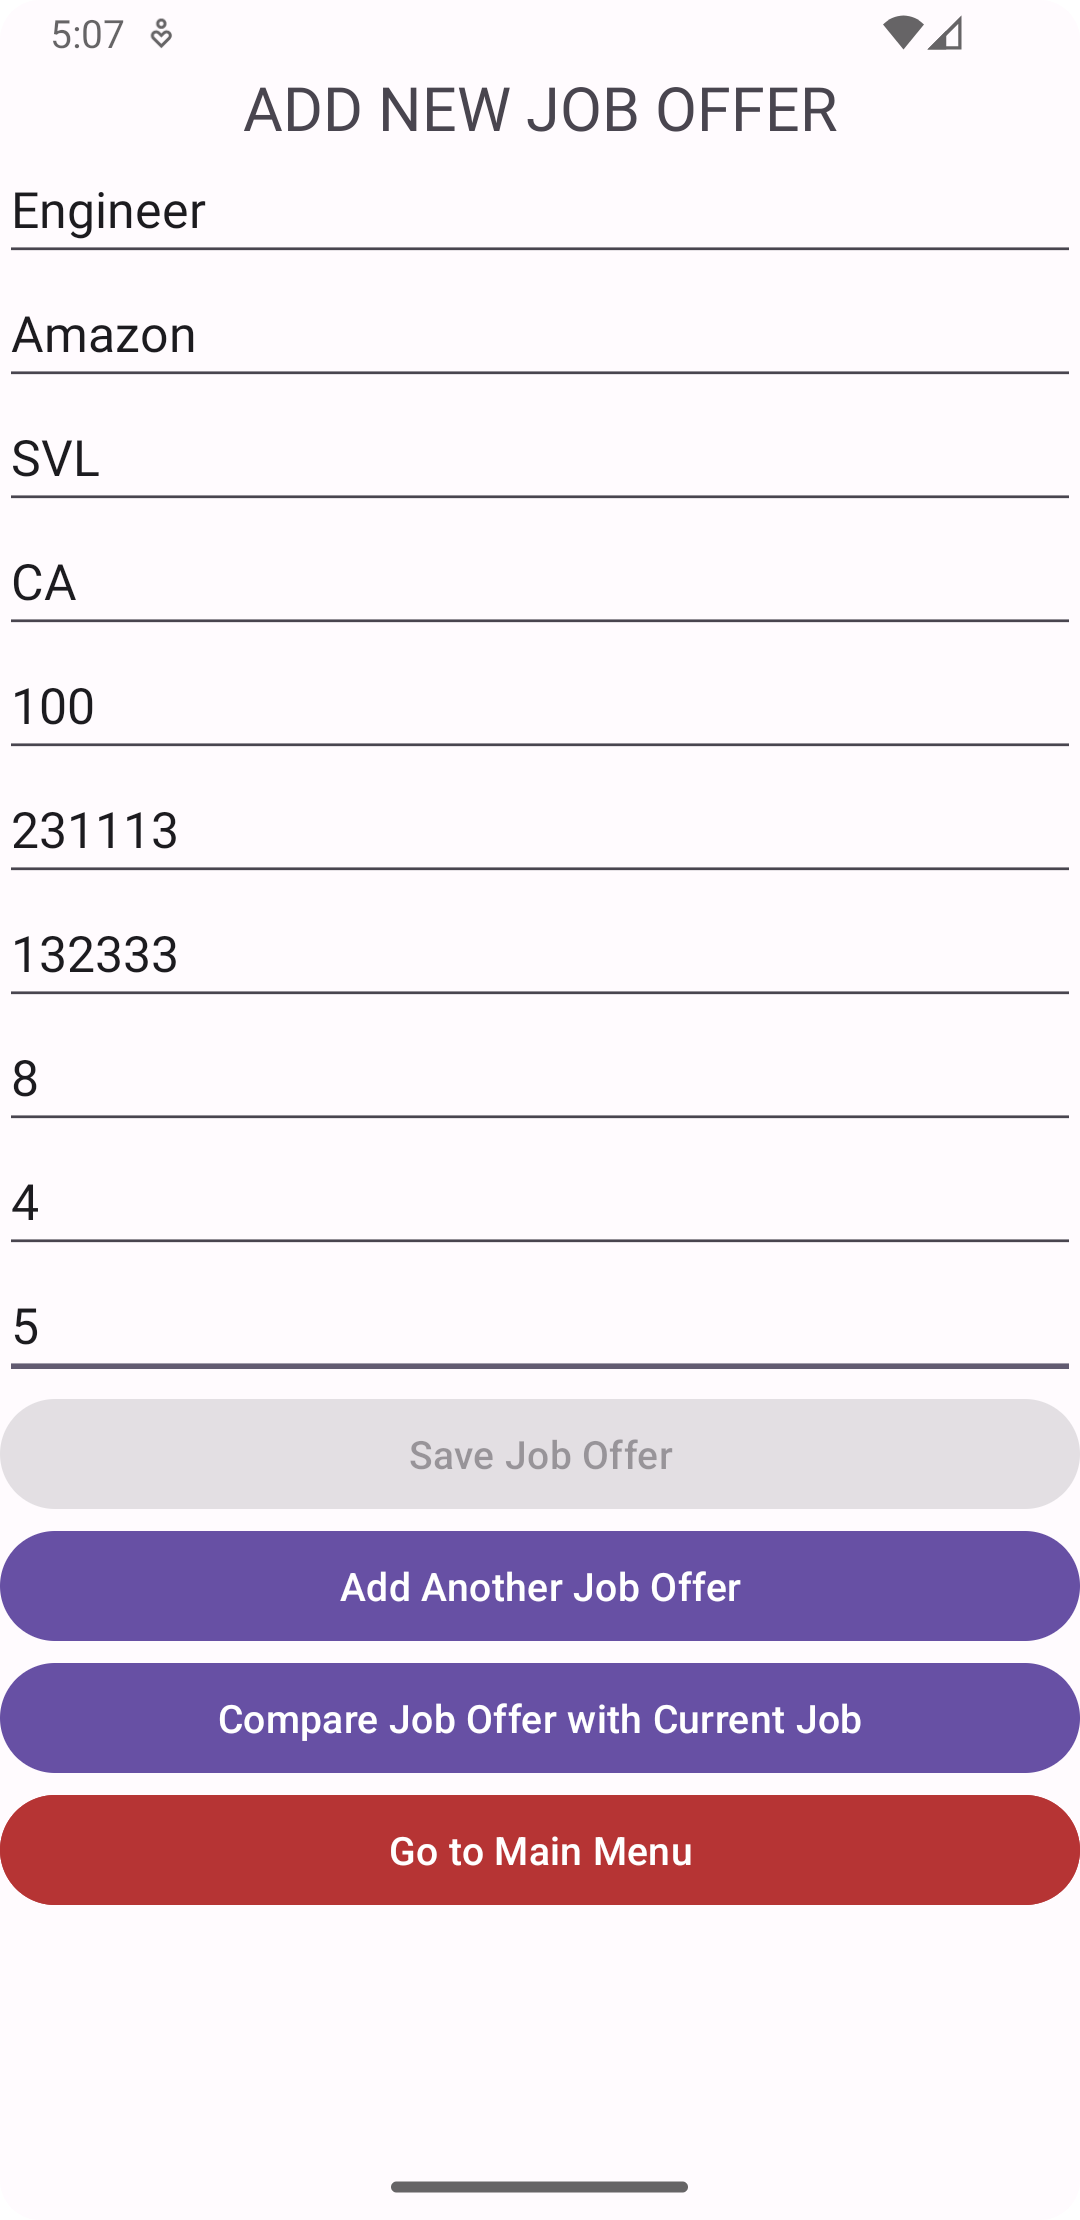 5:07
ADD NEW JOB OFFER
Engineer
Amazon
SVL
CA
100
231113
132333
8
4
5
Save Job Offer
Add Another Job Offer
Compare Job Offer with Current Job
Go to Main Menu